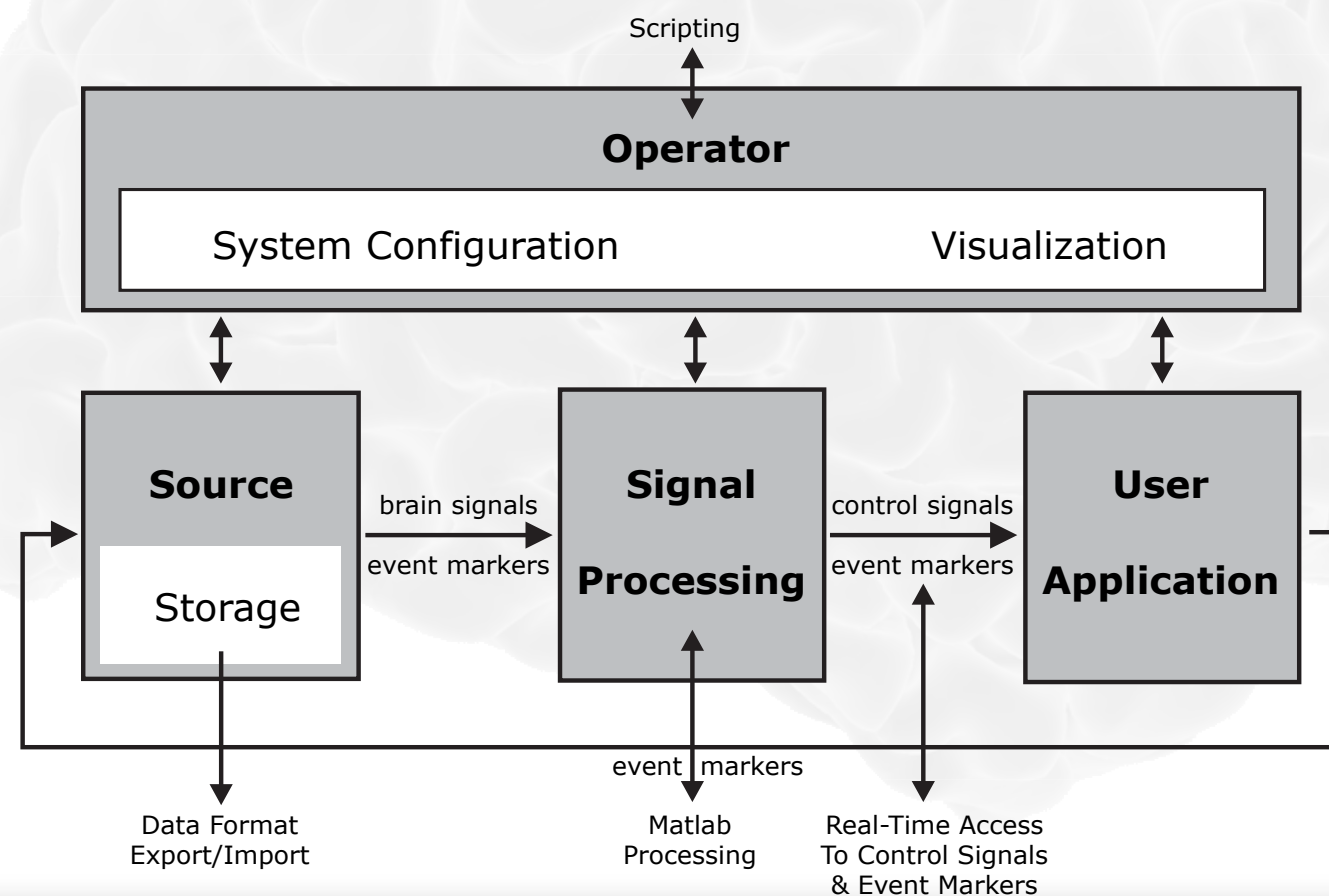 Scripting
Operator
System Configuration
Visualization
Source
Storage
brain signals
event markers
Signal
Processing
control signals
event markers
User
Application
event markers
Data Format
Export/Import
Matlab
Processing
Real-Time Access
To Control Signals
& Event Markers